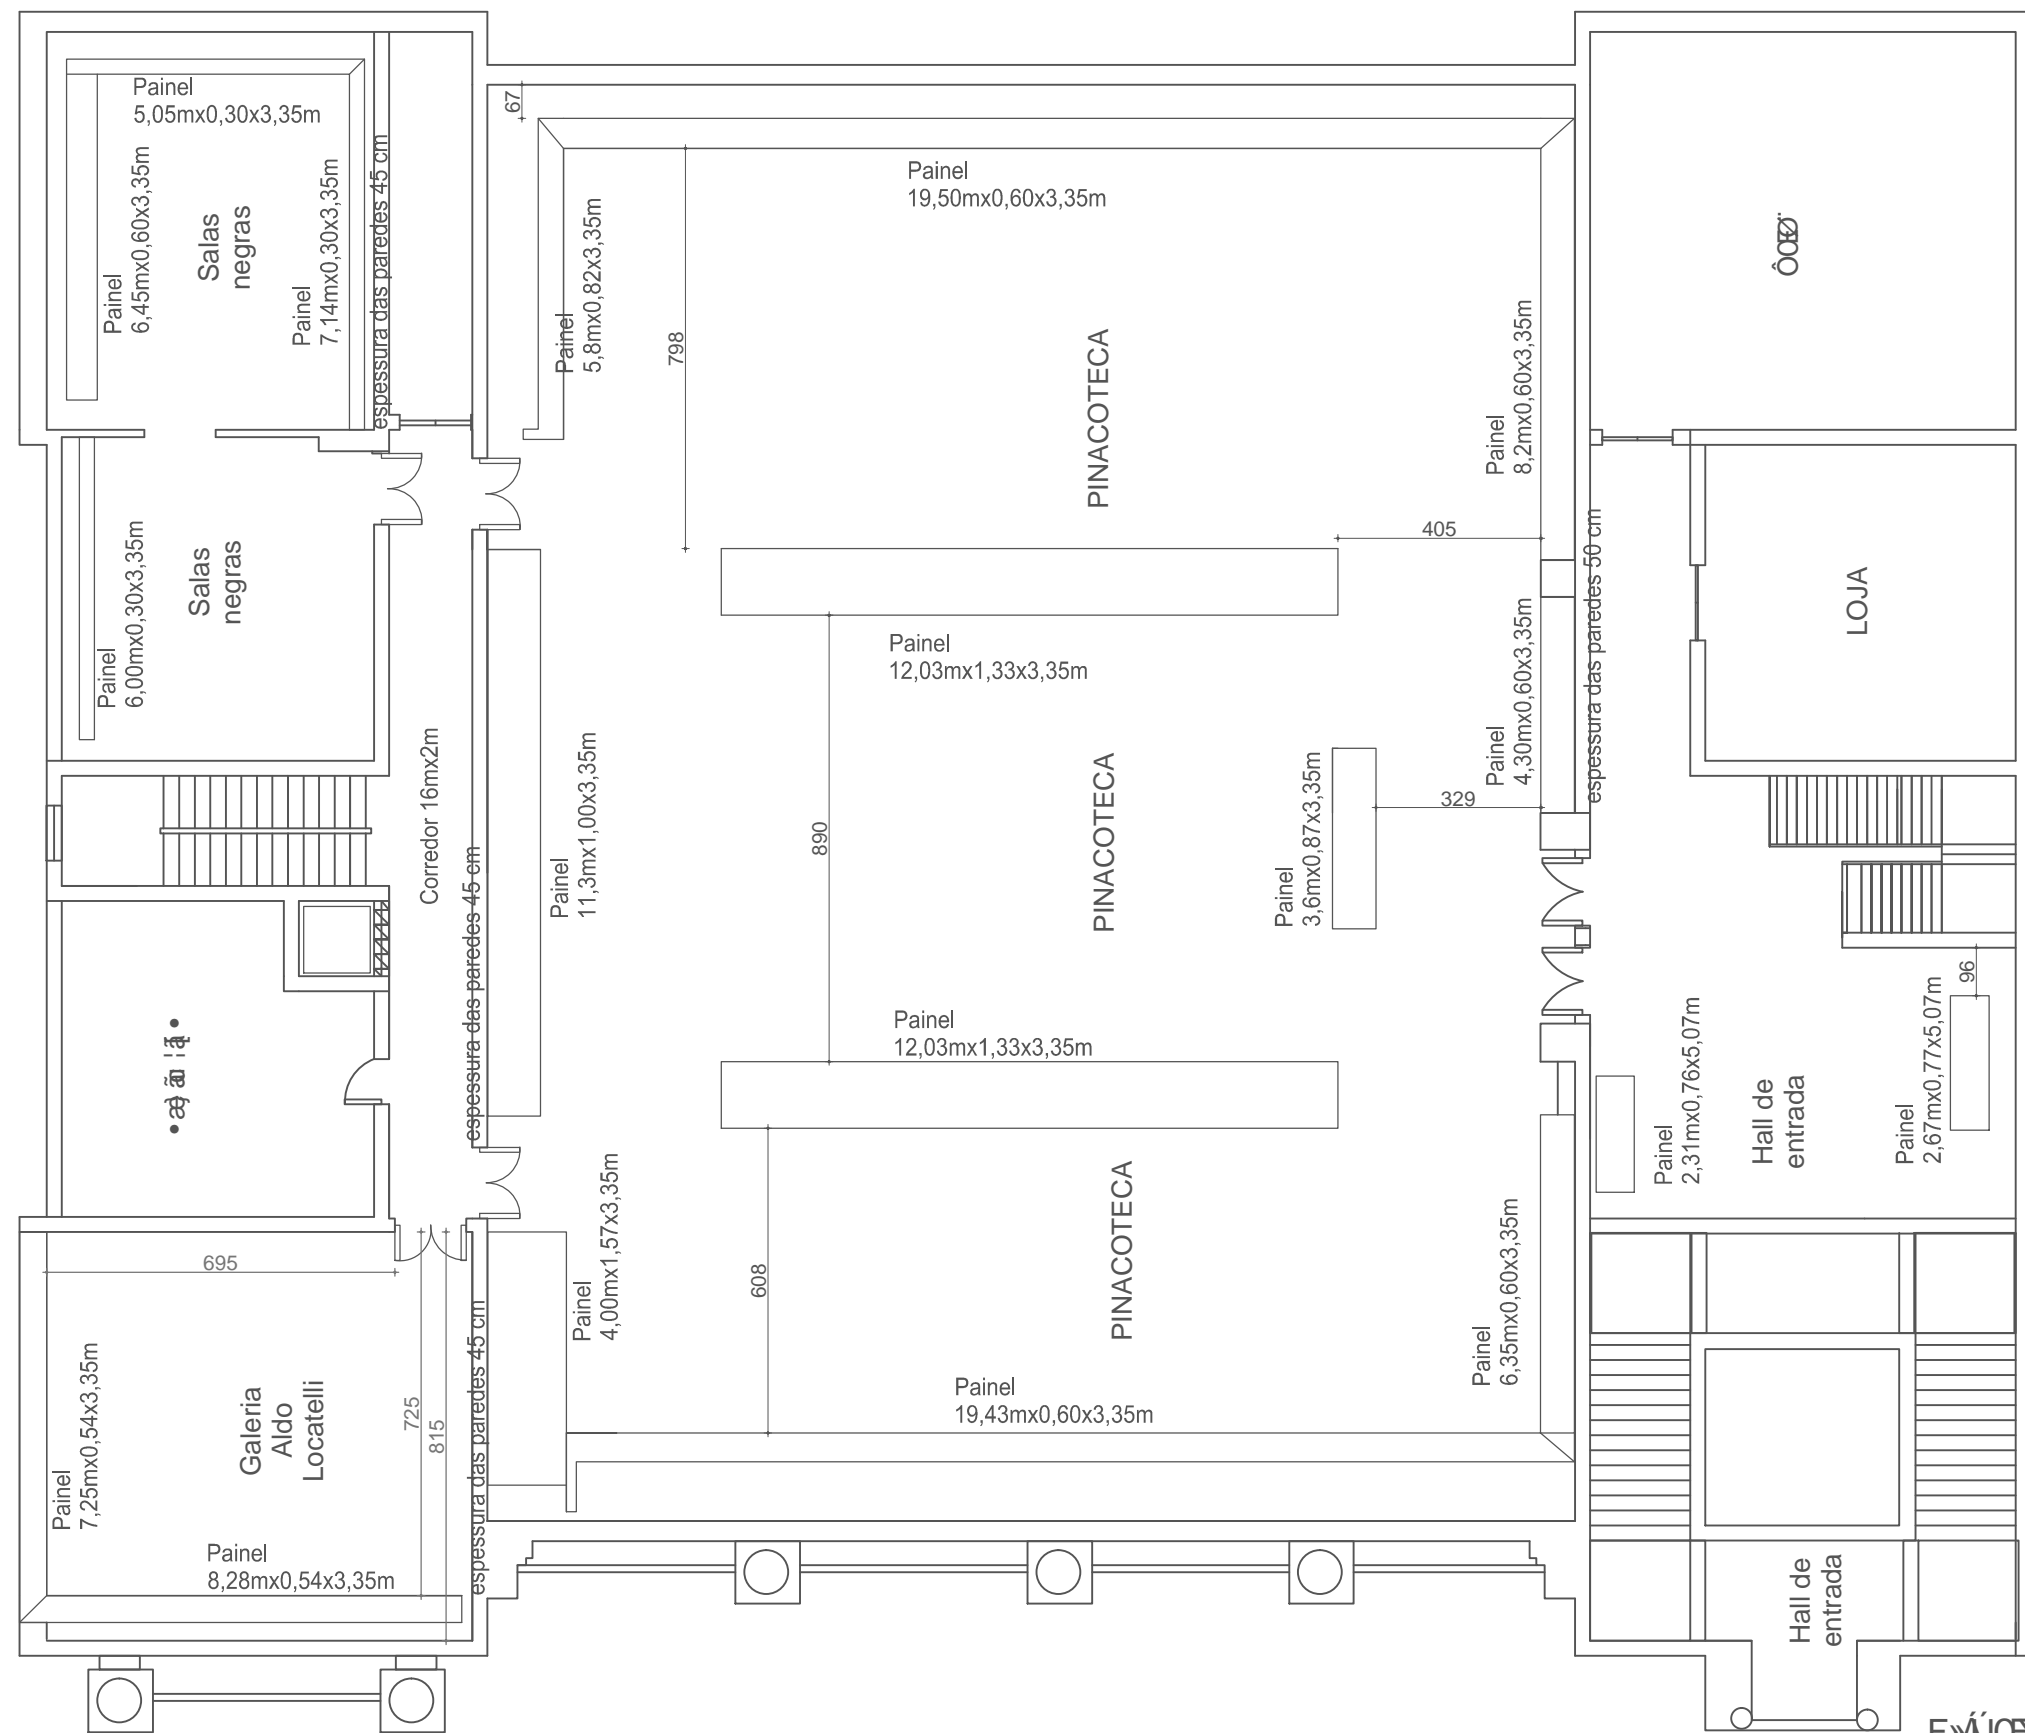 Painel
5,05mx0,30x3,35m
Painel
6,45mx0,60x3,35m
Salas
negras
Painel
7,14mx0,30x3,35m
espessura das paredes 45 cm
67
Painel
19,50mx0,60x3,35m
Painel
5,8mx0,82x3,35m
798
PINACOTECA
Painel
8,2mx0,60x3,35m
405
Salas
negras
Painel
6,00mx0,30x3,35m
Painel
12,03mx1,33x3,35m
Painel
4,30mx0,60x3,35m
espessura das paredes 50 cm
LOJA
Corredor 16mx2m
espessura das paredes 45 cm
Painel
11,3mx1,00x3,35m
890
PINACOTECA
Painel
3,6mx0,87x3,35m
329
Painel
12,03mx1,33x3,35m
96
Painel
2,31mx0,76x5,07m
Hall de
entrada
Painel
2,67mx0,77x5,07m
695
Painel
4,00mx1,57x3,35m
608
PINACOTECA
Painel
6,35mx0,60x3,35m
Painel
7,25mx0,54x3,35m
Galeria
Aldo
Locatelli
725
815
espessura das paredes 45 cm
Painel
19,43mx0,60x3,35m
Painel
8,28mx0,54x3,35m
Hall de
entrada